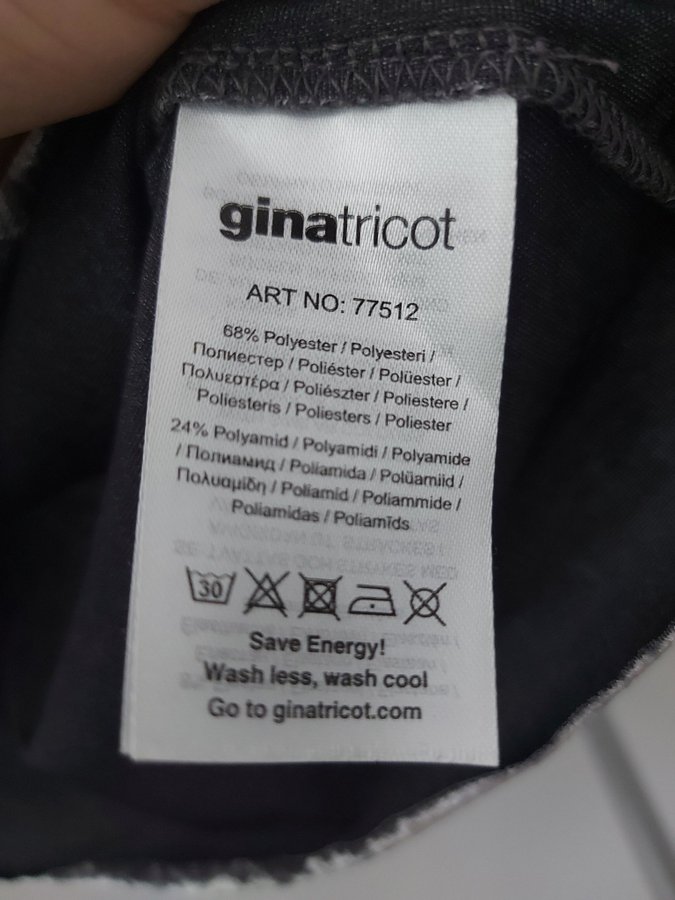 ginatricot
ART NO: 77512
68% Polyester / Polyesteri /
Полиестер / Poliéster / Polüester /
Πολυεστέρα / Poliészter / Poliestere /
Poliesteris / Poliesters / Poliester
24% Polyamid / Polyamidi / Polyamide
/ Полиамид / Poliamida / Polüamiid /
Πολυαμίδη / Poliamid / Poliammide /
Poliamidas / Poliamīds
30
Save Energy!
Wash less, wash cool
Go to ginatricot.com